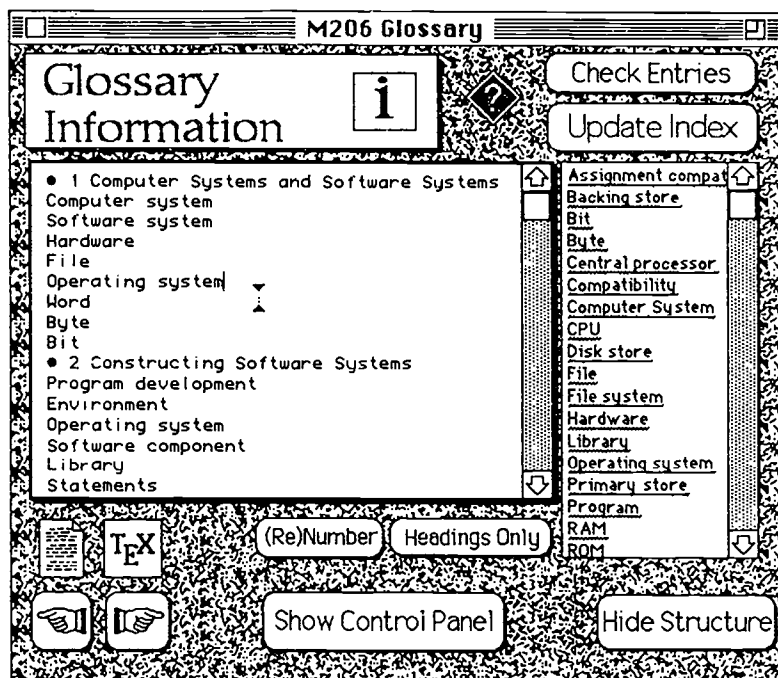 M206 Glossary
Glossary
Information
i
?
Check Entries
Update Index
• 1 Computer Systems and Software Systems
Computer system
Software system
Hardware
File
Operating system
Word
Byte
Bit
• 2 Constructing Software Systems
Program development
Environment
Operating system
Software component
Library
Statements
Assignment compat
Backing store
Bit
Byte
Central processor
Compatibility
Computer System
CPU
Disk store
File
File system
Hardware
Library
Operating system
Primary store
Program
RAM
ROM
TEX
(Re)Number
Headings Only
Show Control Panel
Hide Structure